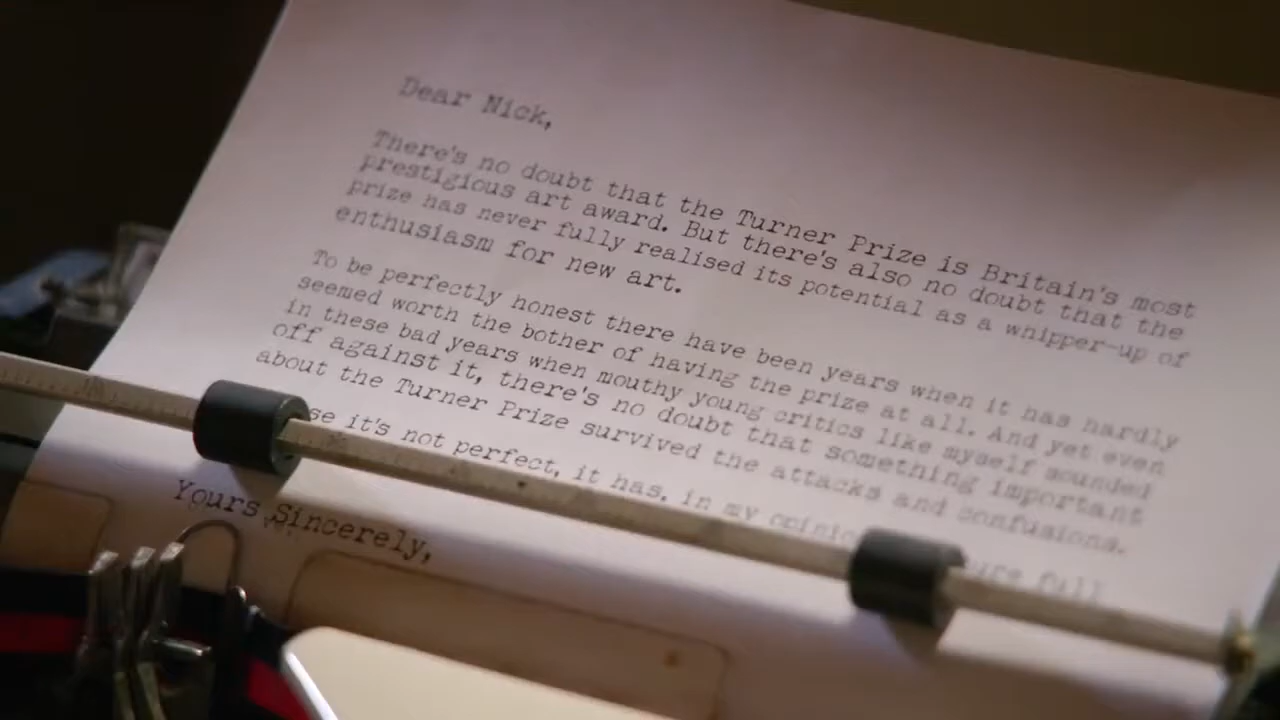 Dear Nick,
There's no doubt that the Turner Prize is Britain's most
prestigious art award. But there's also no doubt that the
prize has never fully realised its potential as a whipper-up of
enthusiasm for new art.
To be perfectly honest there have been years when it has hardly
seemed worth the bother of having the prize at all. And yet even
in these bad years when mouthy young critics like myself sounded
off against it, there's no doubt that something important
about the Turner Prize survived the attacks and confusions.
it's not perfect, it has, in my
full
Yours Sincerely,